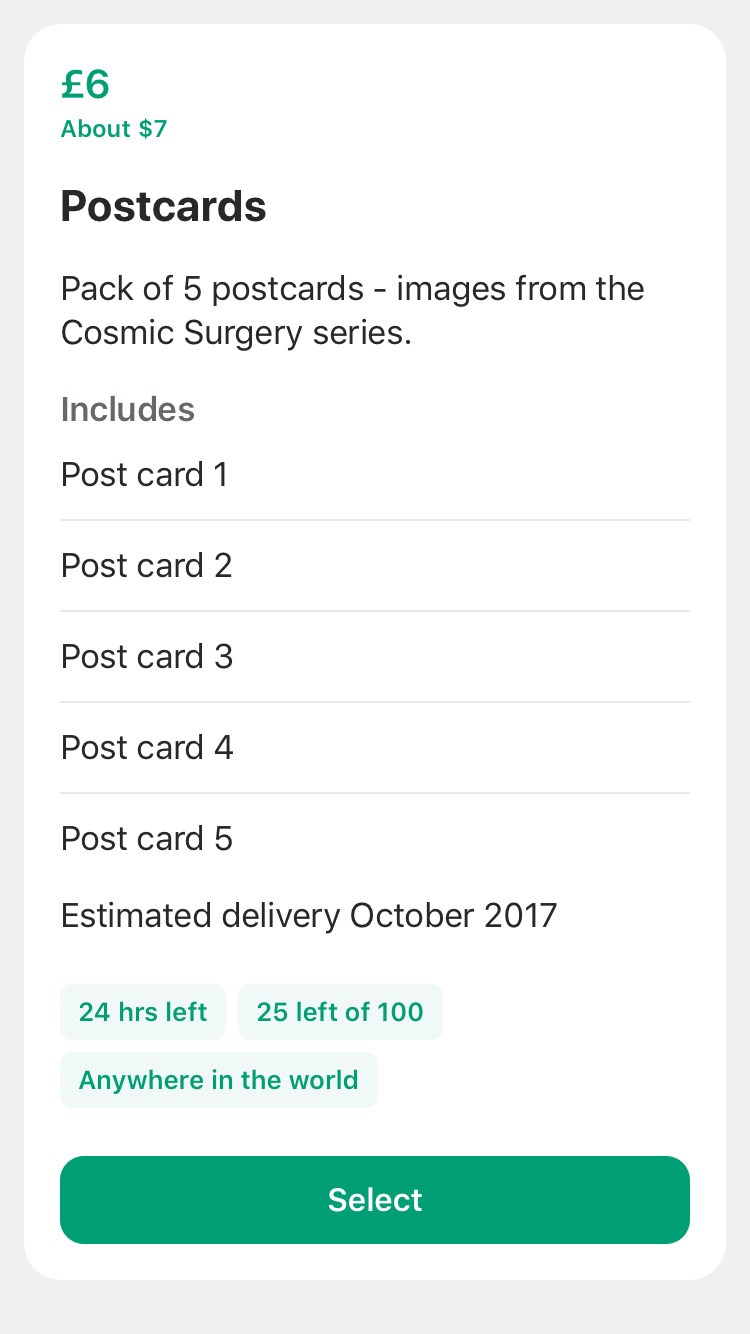 £6
About $7
Postcards
Pack of 5 postcards - images from the
Cosmic Surgery series.
Includes
Post card 1
Post card 2
Post card 3
Post card 4
Post card 5
Estimated delivery October 2017
24 hrs left
25 left of 100
Anywhere in the world
Select